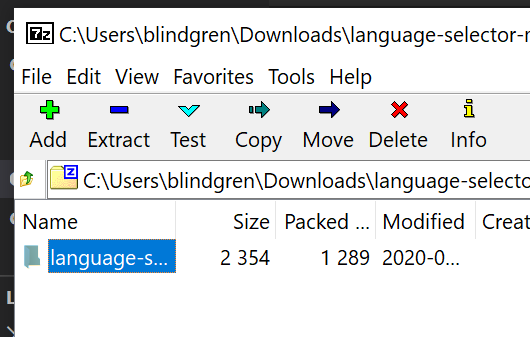 7z C:\Users\blindgren\Downloads\language-selector-
File Edit View Favorites Tools Help
Add Extract Test Copy Move Delete Info
C:\Users\blindgren\Downloads\language-selecto
Name Size Packed ... Modified Creat
language-s... 2 354 1 289 2020-0...